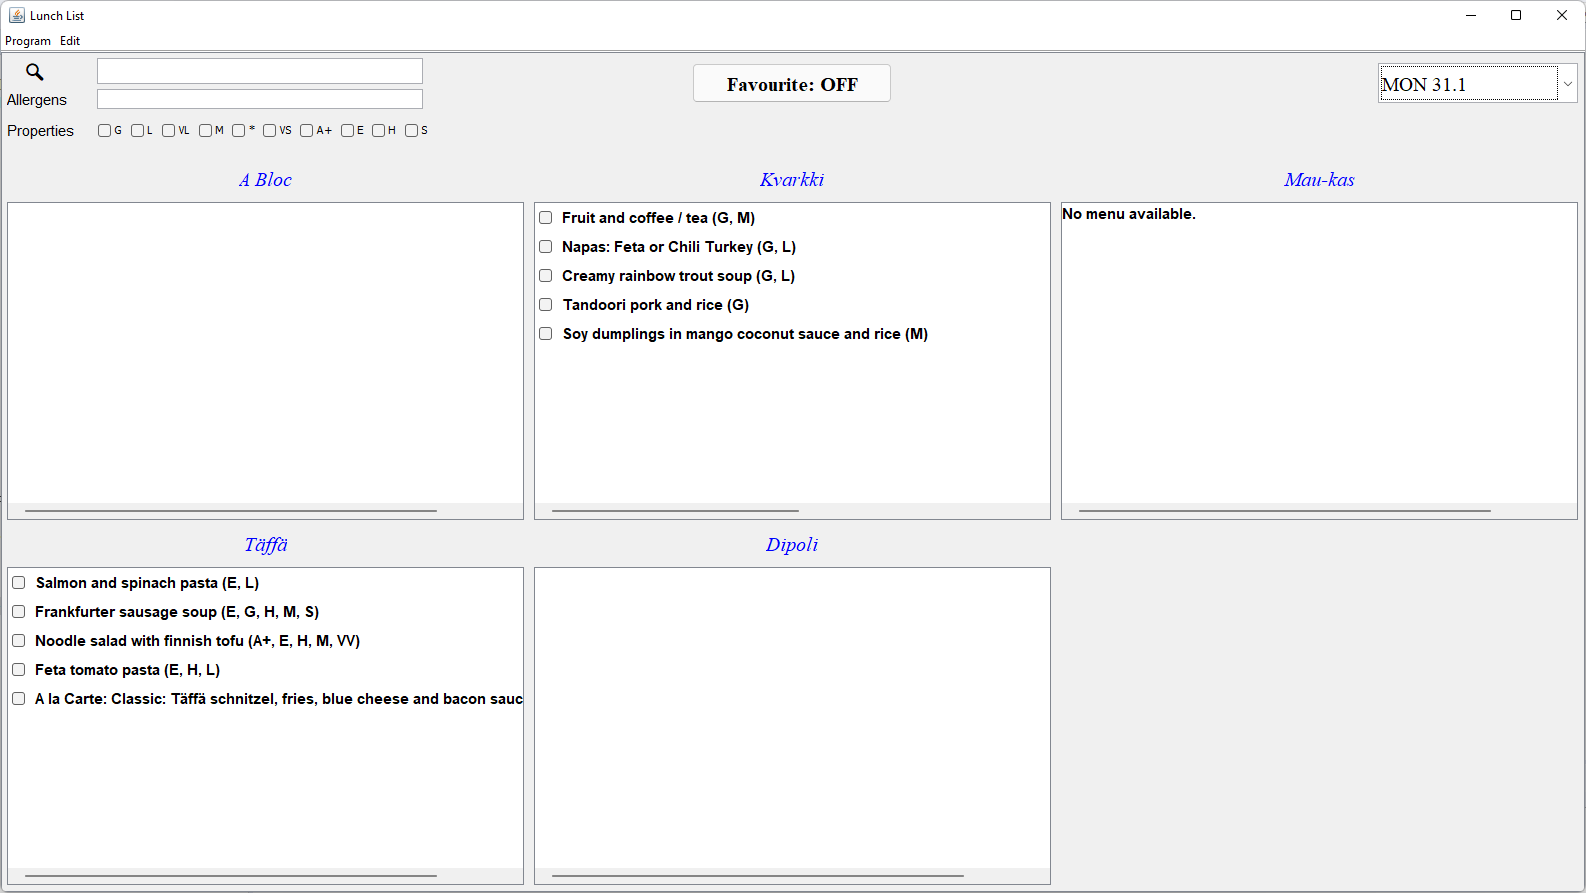 Lunch List
Program Edit
Allergens
Properties G L VL M * VS A+ E H S
Favourite: OFF
MON 31.1
A Bloc
Kvarkki
Fruit and coffee / tea (G, M)
Napas: Feta or Chili Turkey (G, L)
Creamy rainbow trout soup (G, L)
Tandoori pork and rice (G)
Soy dumplings in mango coconut sauce and rice (M)
Mau-kas
No menu available.
Täffä
Salmon and spinach pasta (E, L)
Frankfurter sausage soup (E, G, H, M, S)
Noodle salad with finnish tofu (A+, E, H, M, VV)
Feta tomato pasta (E, H, L)
A la Carte: Classic: Täffä schnitzel, fries, blue cheese and bacon sauc
Dipoli